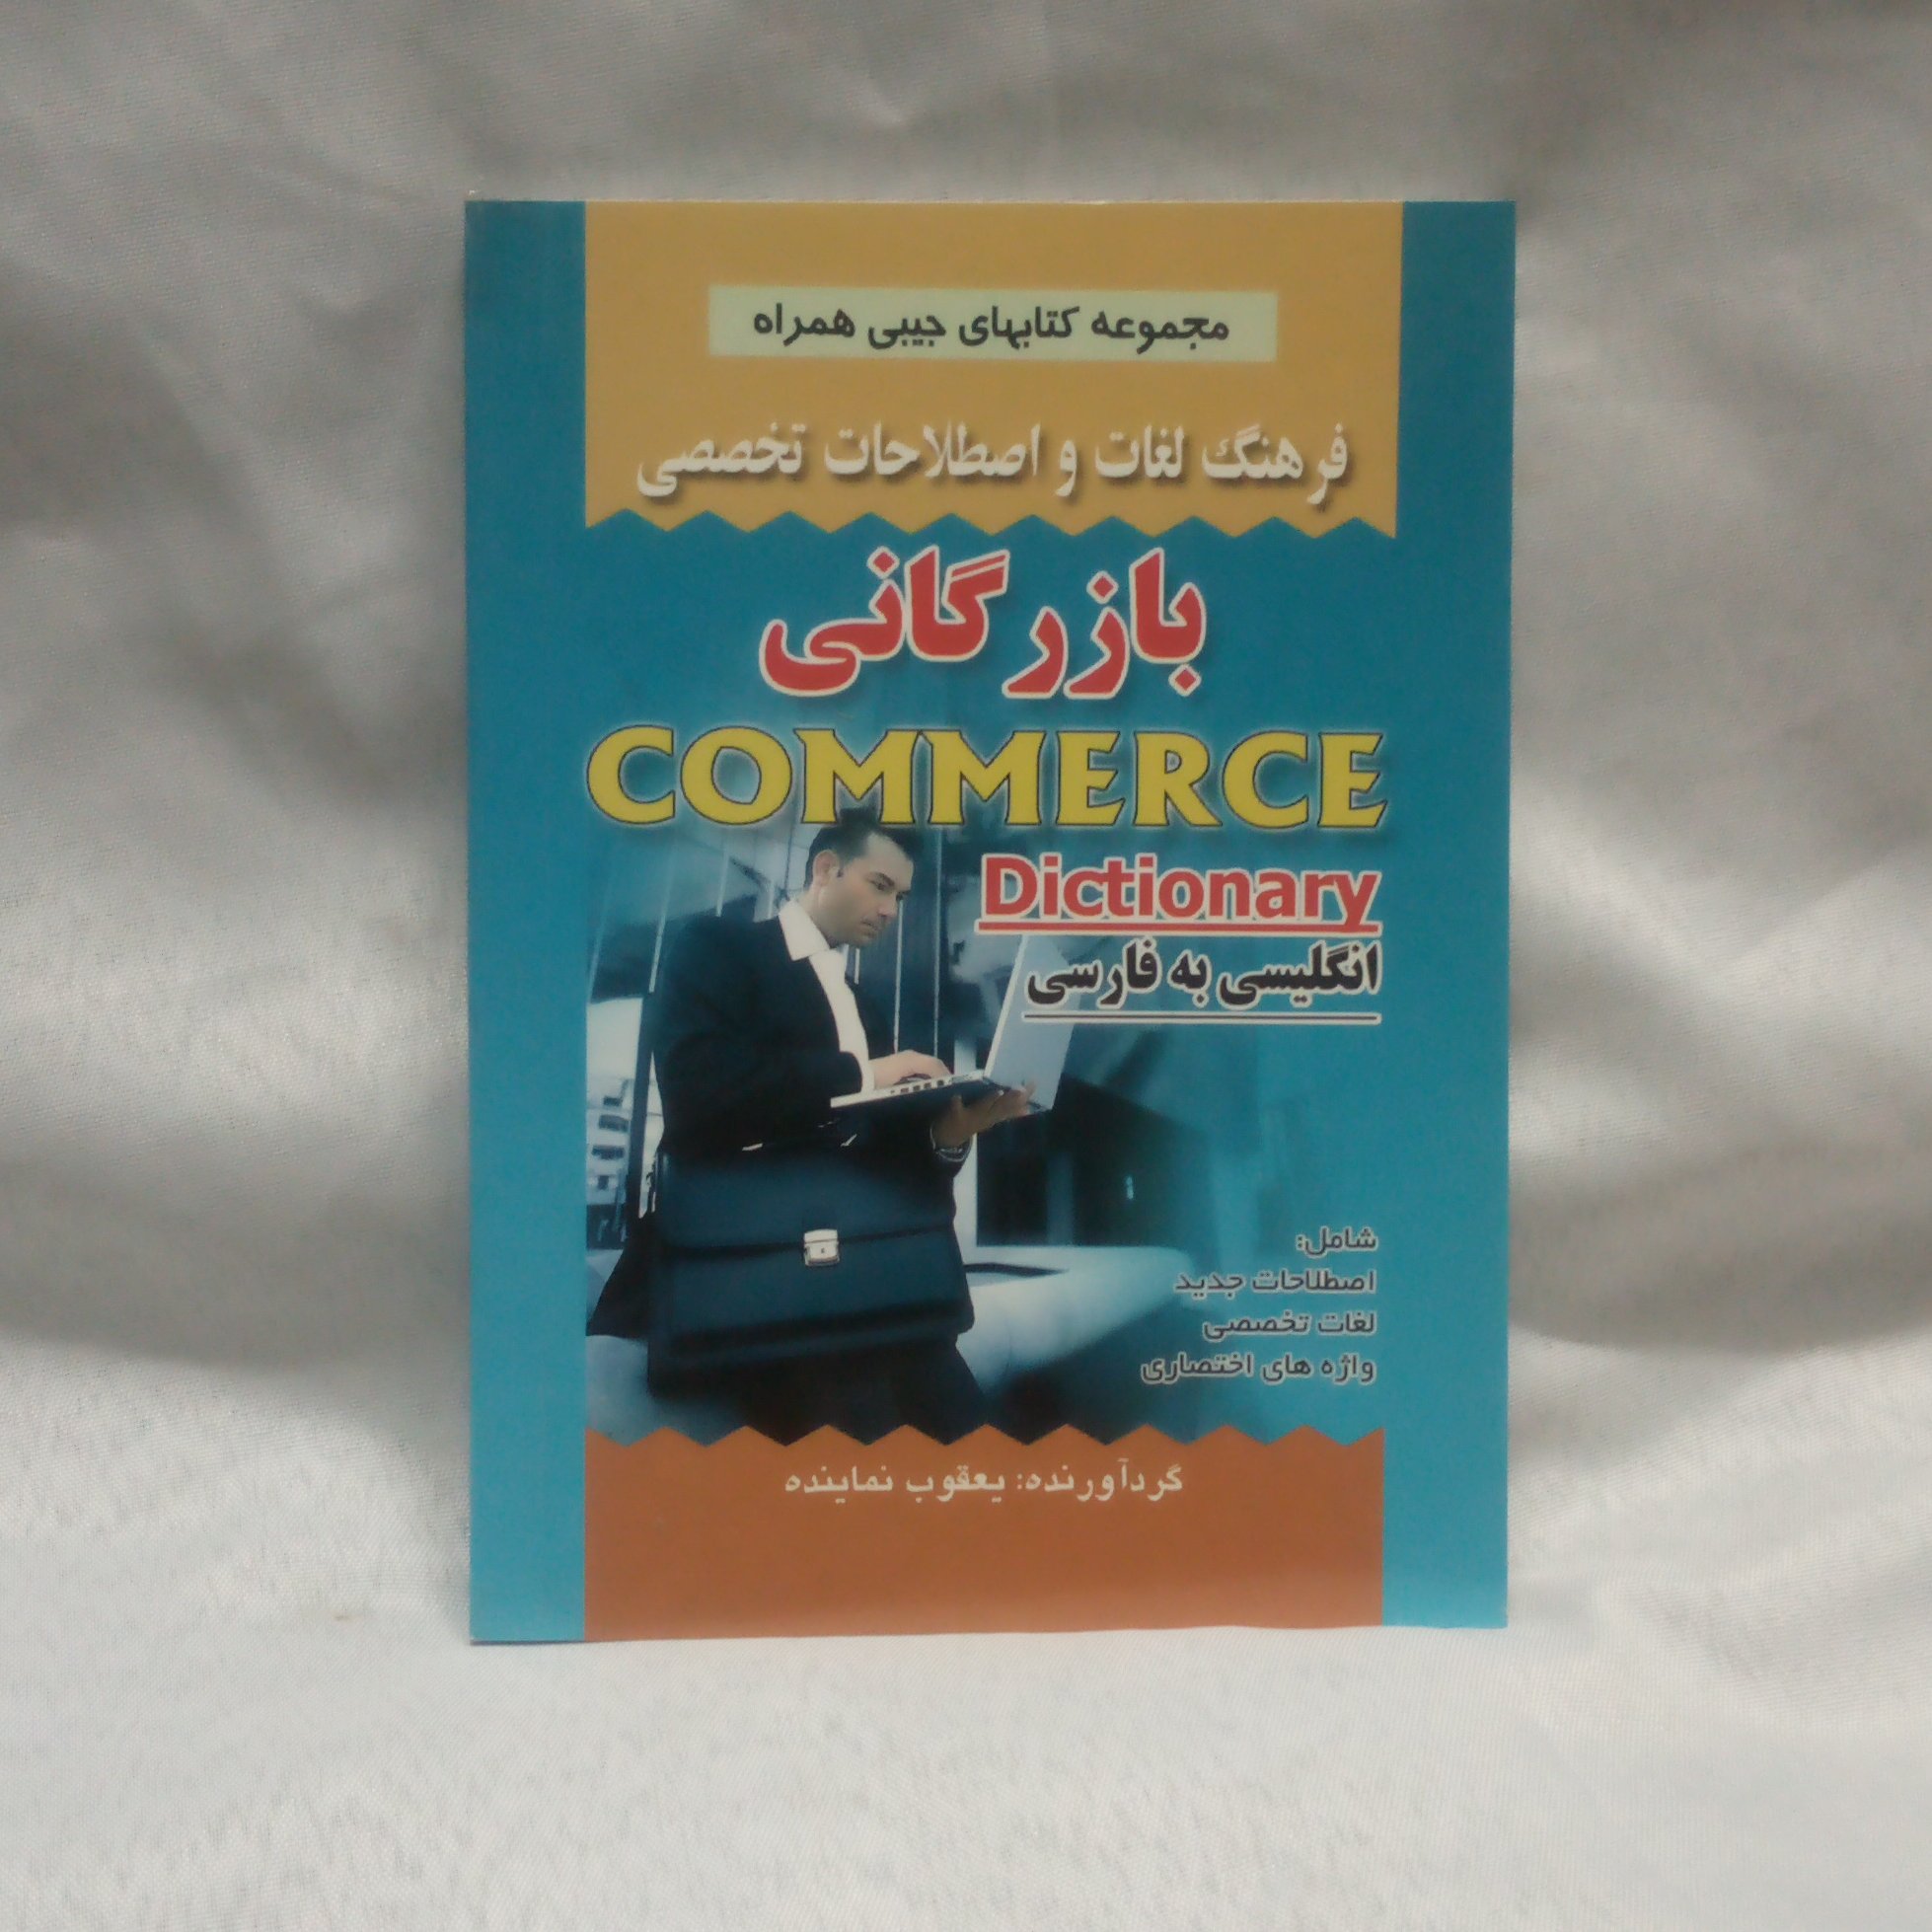 مجموعه کتابهای جیبی همراه
فرهنگ لغات و اصطلاحات تخصصی
بازرگانی
COMMERCE
Dictionary
انگلیسی به فارسی
شامل:
اصطلاحات جدید
لغات تخصصی
واژه های اختصاری
گردآورنده: یعقوب نماینده